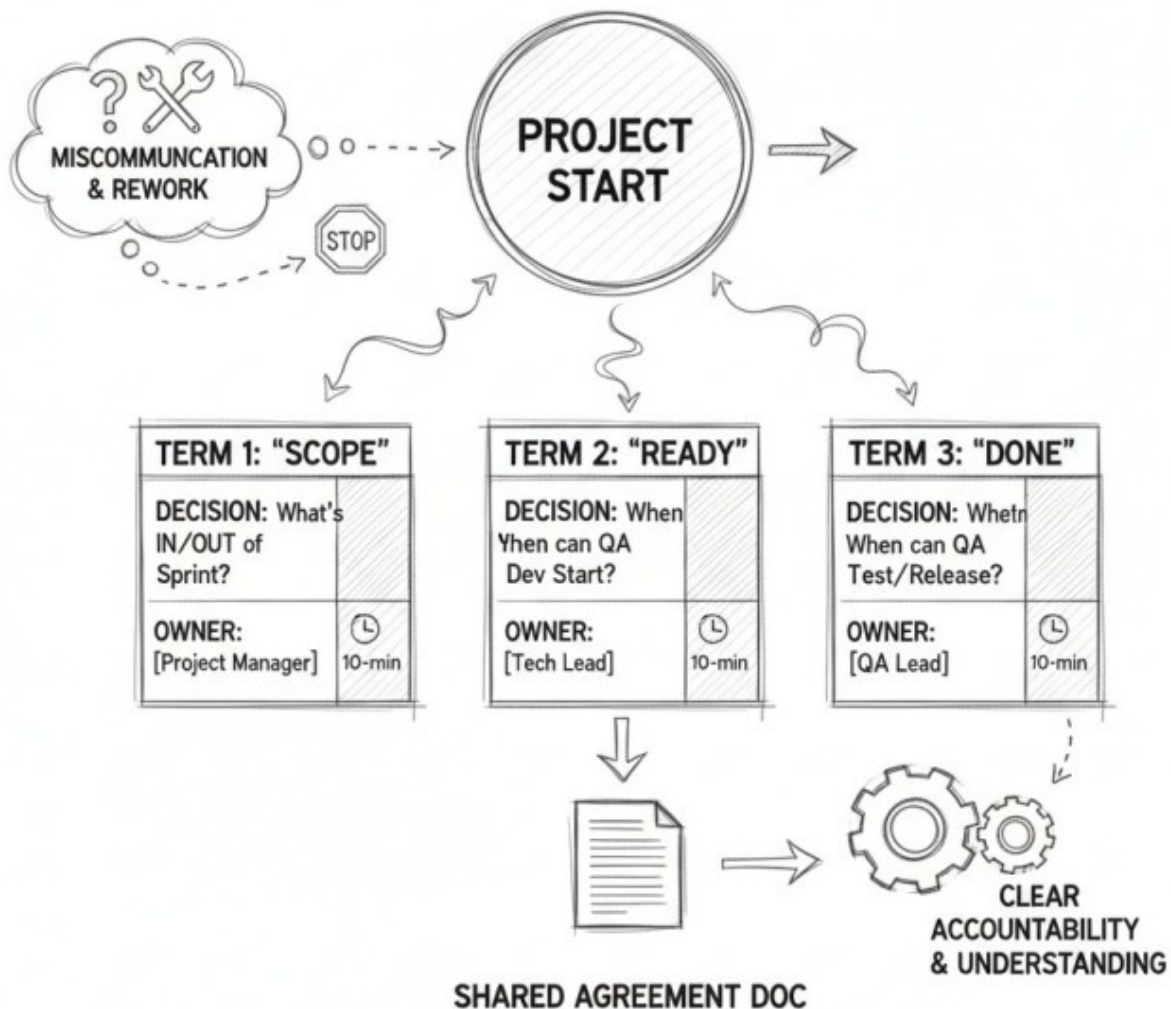 MISCOMMUNCATION
& REWORK
STOP
PROJECT
START
TERM 1: “SCOPE”
DECISION: What's
IN/OUT of
Sprint?
OWNER:
[Project Manager]
10-min
TERM 2: “READY”
DECISION: When
When can QA
Dev Start?
OWNER:
[Tech Lead]
10-min
TERM 3: “DONE”
DECISION: Whetn
When can QA
Test/Release?
OWNER:
[QA Lead]
10-min
CLEAR
ACCOUNTABILITY
& UNDERSTANDING
SHARED AGREEMENT DOC